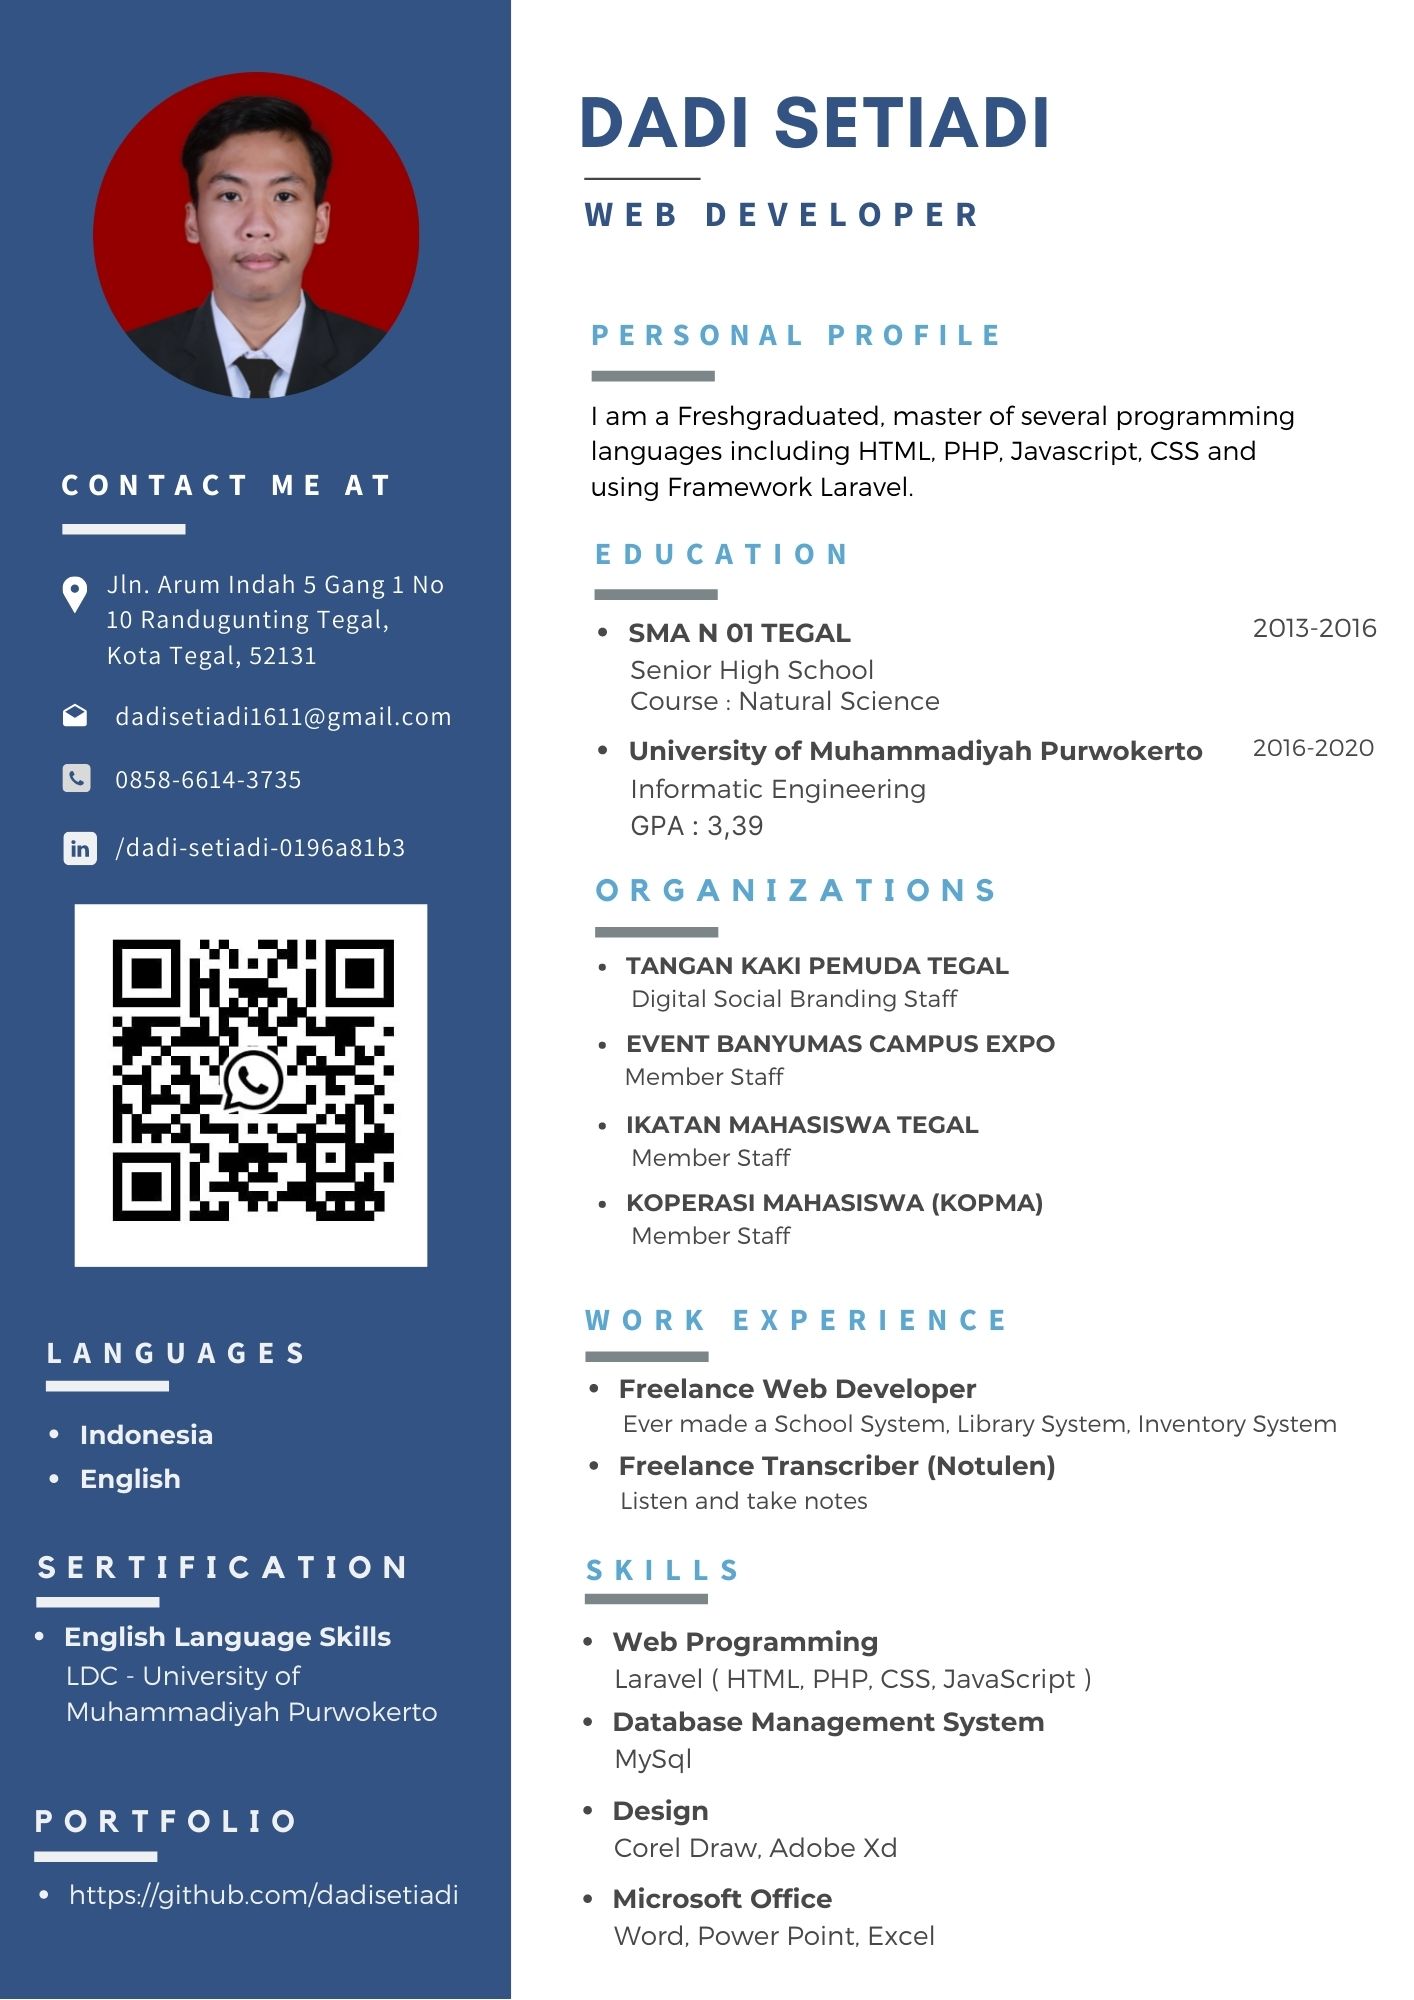 DADI SETIADI
WEB DEVELOPER
CONTACT ME AT
Jln. Arum Indah 5 Gang 1 No
10 Randugunting Tegal,
Kota Tegal, 52131
dadisetiadi1611@gmail.com
0858-6614-3735
in /dadi-setiadi-0196a81b3
LANGUAGES
• Indonesia
• English
SERTIFICATION
• English Language Skills
LDC - University of
Muhammadiyah Purwokerto
PORTFOLIO
• https://github.com/dadisetiadi
PERSONAL PROFILE
I am a Freshgraduated, master of several programming
languages including HTML, PHP, Javascript, CSS and
using Framework Laravel.
EDUCATION
• SMA N 01 TEGAL 2013-2016
Senior High School
Course : Natural Science
• University of Muhammadiyah Purwokerto 2016-2020
Informatic Engineering
GPA : 3,39
ORGANIZATIONS
• TANGAN KAKI PEMUDA TEGAL
Digital Social Branding Staff
• EVENT BANYUMAS CAMPUS EXPO
Member Staff
• IKATAN MAHASISWA TEGAL
Member Staff
• KOPERASI MAHASISWA (KOPMA)
Member Staff
WORK EXPERIENCE
• Freelance Web Developer
Ever made a School System, Library System, Inventory System
• Freelance Transcriber (Notulen)
Listen and take notes
SKILLS
• Web Programming
Laravel ( HTML, PHP, CSS, JavaScript )
• Database Management System
MySql
• Design
Corel Draw, Adobe Xd
• Microsoft Office
Word, Power Point, Excel